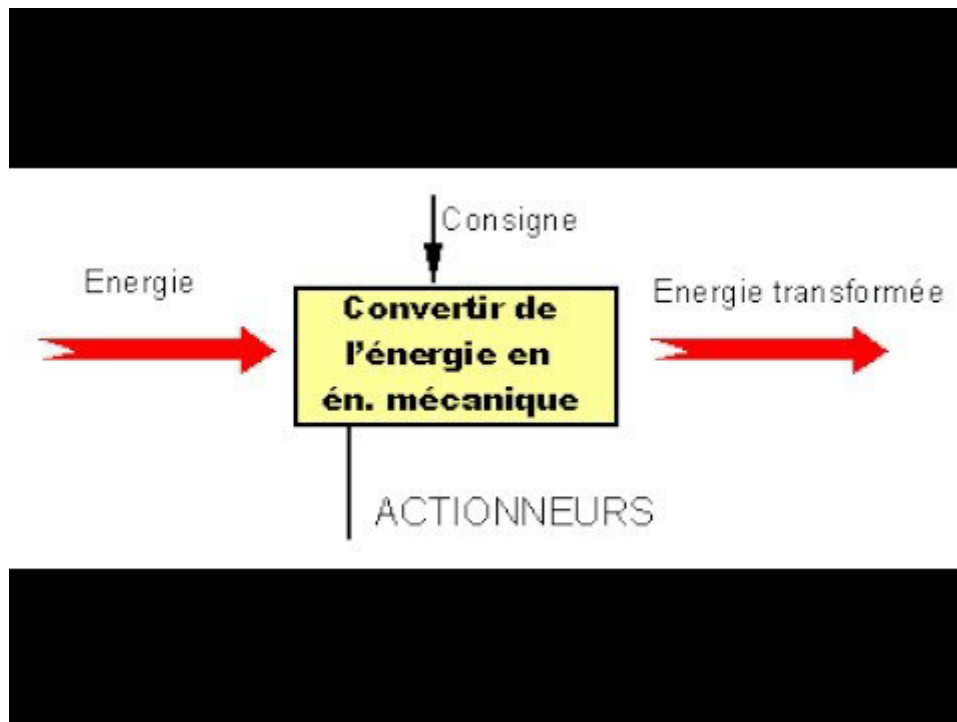 Consigne
Energie
Convertir de
l'énergie en
én. mécanique
Energie transformée
ACTIONNEURS